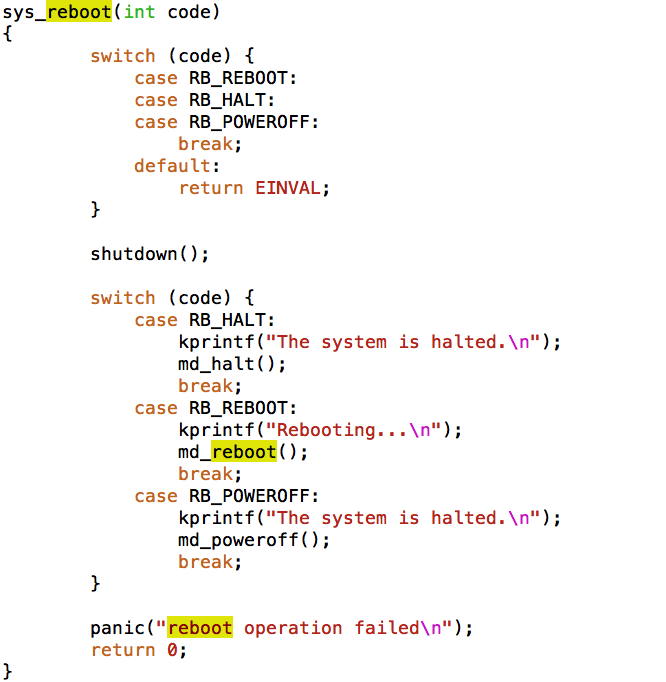 sys_reboot(int code)
{
        switch (code) {
            case RB_REBOOT:
            case RB_HALT:
            case RB_POWEROFF:
                break;
            default:
                return EINVAL;
        }

        shutdown();

        switch (code) {
            case RB_HALT:
                kprintf("The system is halted.\n");
                md_halt();
                break;
            case RB_REBOOT:
                kprintf("Rebooting...\n");
                md_reboot();
                break;
            case RB_POWEROFF:
                kprintf("The system is halted.\n");
                md_poweroff();
                break;
        }

        panic("reboot operation failed\n");
        return 0;
}